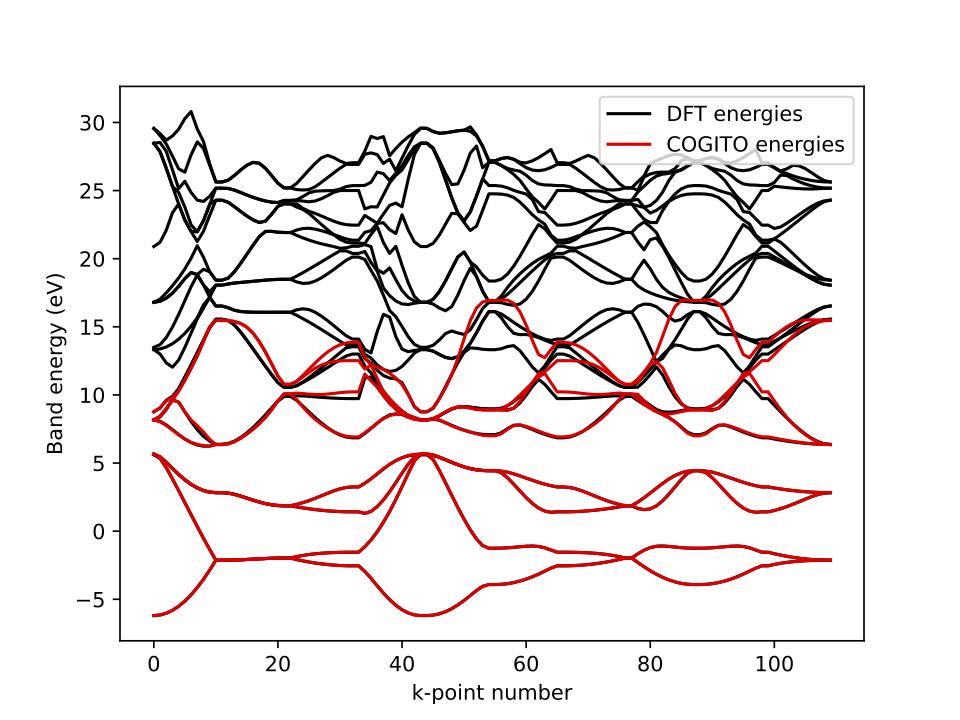 DFT energies
COGITO energies
30
25
20
15
10
5
0
−5
Band energy (eV)
0 20 40 60 80 100
k-point number